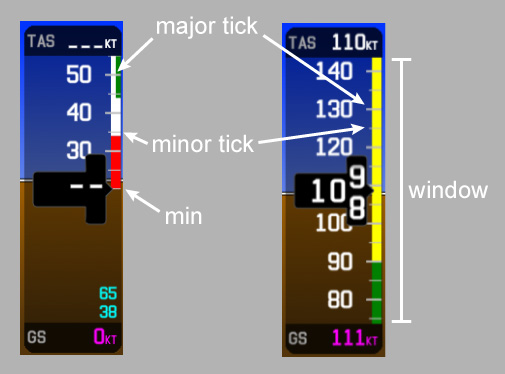 major tick
minor tick
min
window
TAS ---KT
50
40
30
--
65
38
GS 0KT
TAS 110KT
140
130
120
9
10
8
100
90
80
GS 111KT